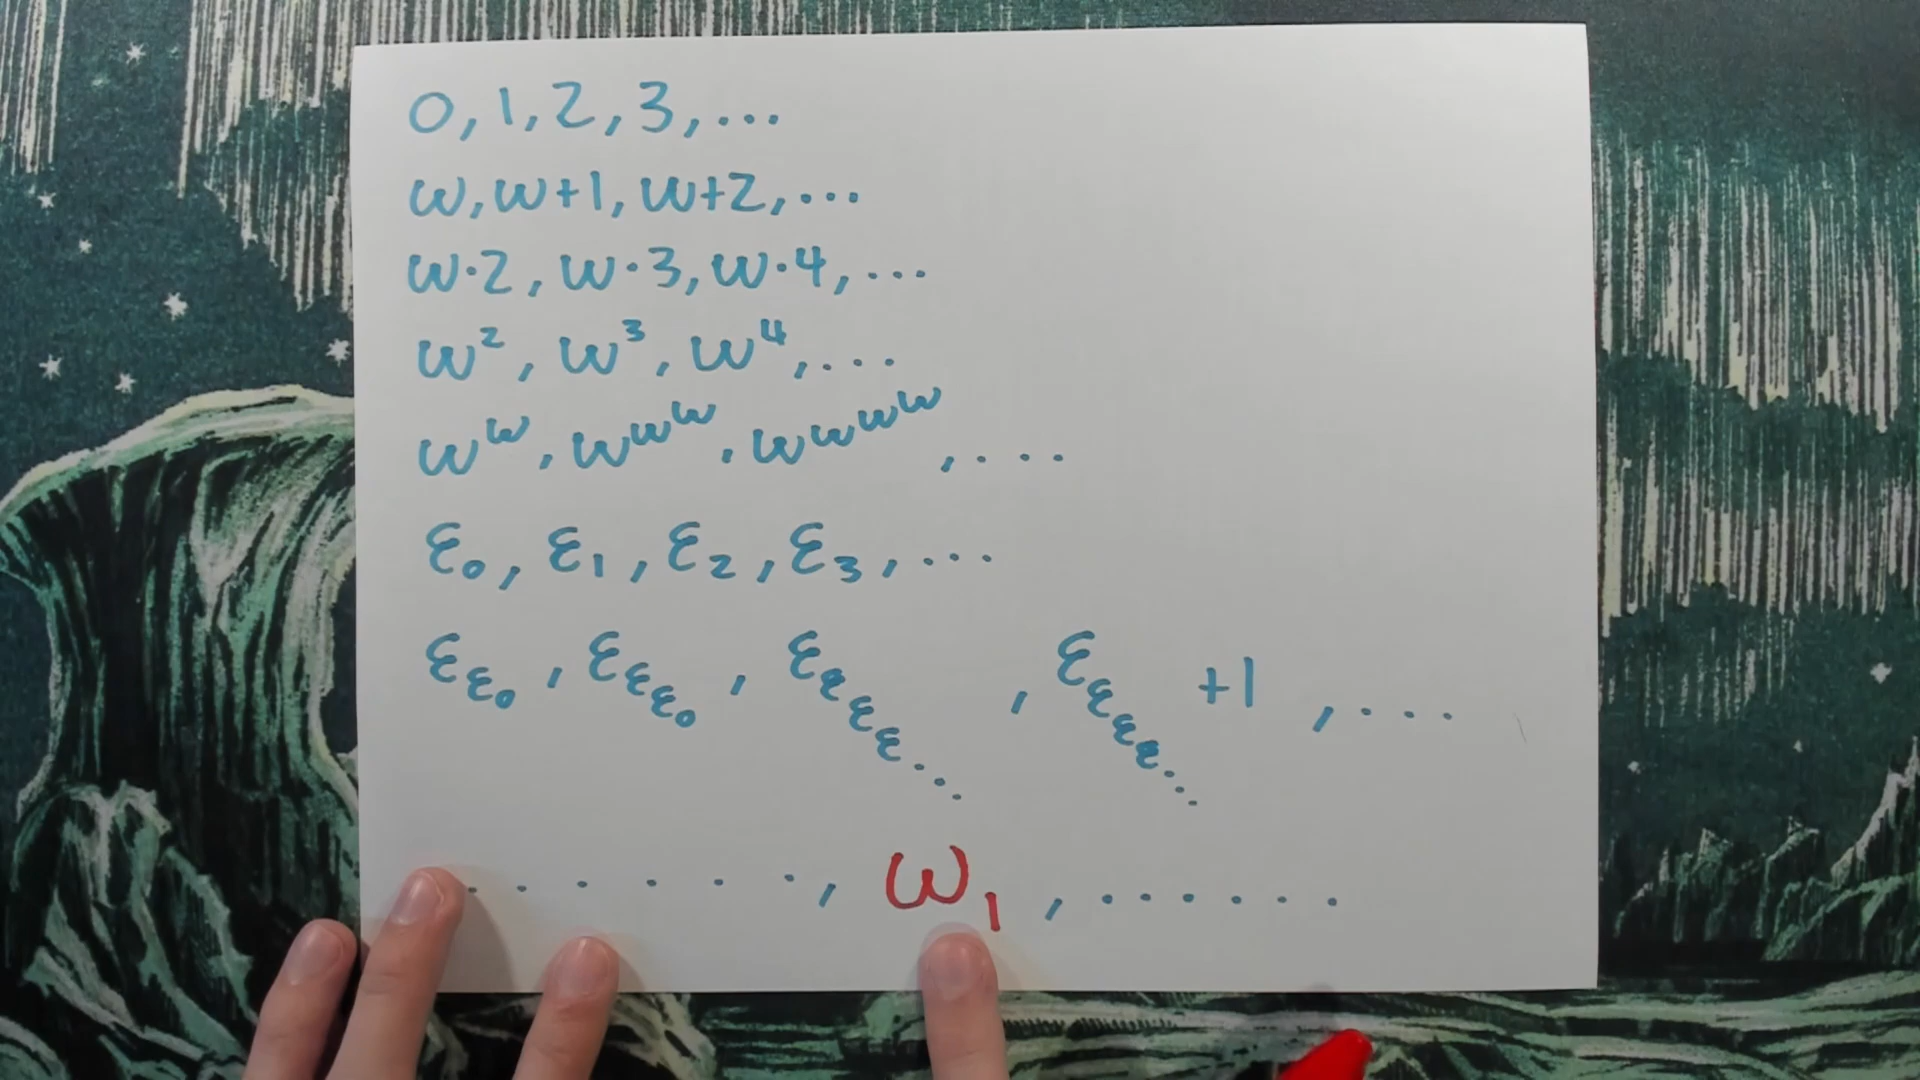 0, 1, 2, 3, ...
ω, ω+1, ω+2, ...
ω·2, ω·3, ω·4, ...
ω², ω³, ω⁴, ...
ω^ω, ω^ω^ω, ω^ω^ω^ω, ....
ε₀, ε₁, ε₂, ε₃, ...
ε_ε₀, ε_ε_ε₀, ε_ε_ε_ε..., ε_ε_ε_ε... +1, ...
. . . . . ., ω₁, . . . . . .